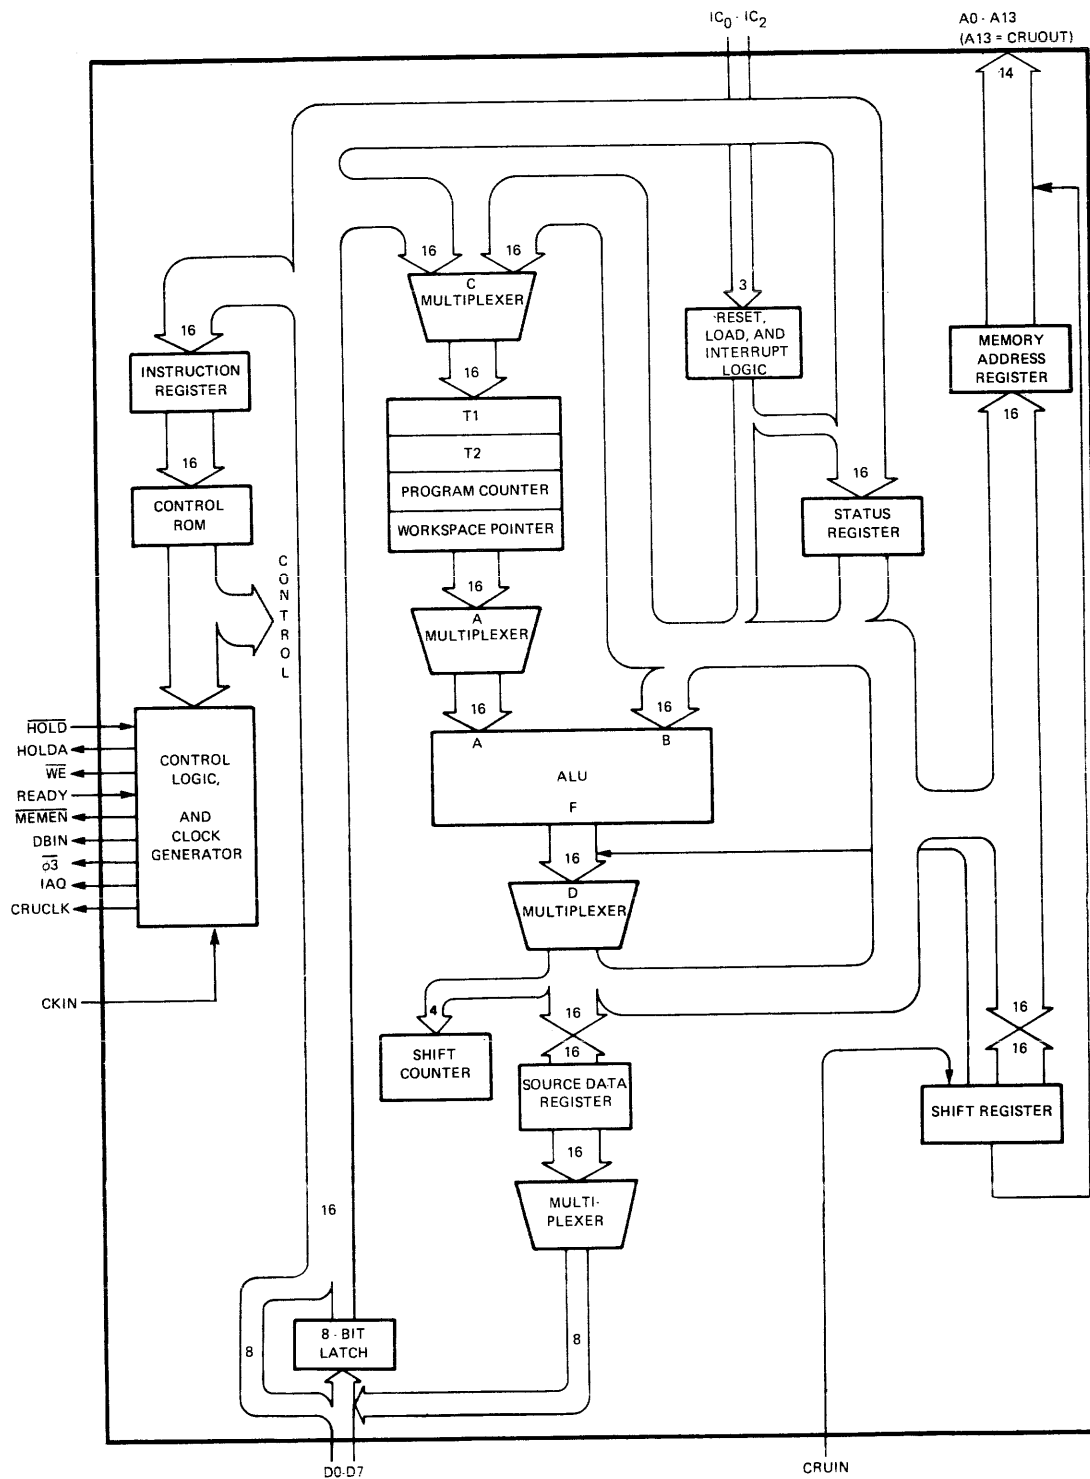 IC0 - IC2
A0 - A13
(A13 = CRUOUT)
14
16
16
C
MULTIPLEXER
3
RESET,
LOAD, AND
INTERRUPT
LOGIC
16
INSTRUCTION
REGISTER
MEMORY
ADDRESS
REGISTER
16
16
T1
T2
PROGRAM COUNTER
WORKSPACE POINTER
16
CONTROL
ROM
16
STATUS
REGISTER
CONTROL
16
A
MULTIPLEXER
16
16
A
B
ALU
F
HOLD
HOLDA
WE
READY
MEMEN
DBIN
φ3
IAQ
CRUCLK
CONTROL
LOGIC,
AND
CLOCK
GENERATOR
16
D
MULTIPLEXER
CKIN
4
16
16
16
16
SHIFT
COUNTER
SOURCE DATA
REGISTER
SHIFT REGISTER
16
MULTI-
PLEXER
16
8
8 - BIT
LATCH
8
D0-D7
CRUIN